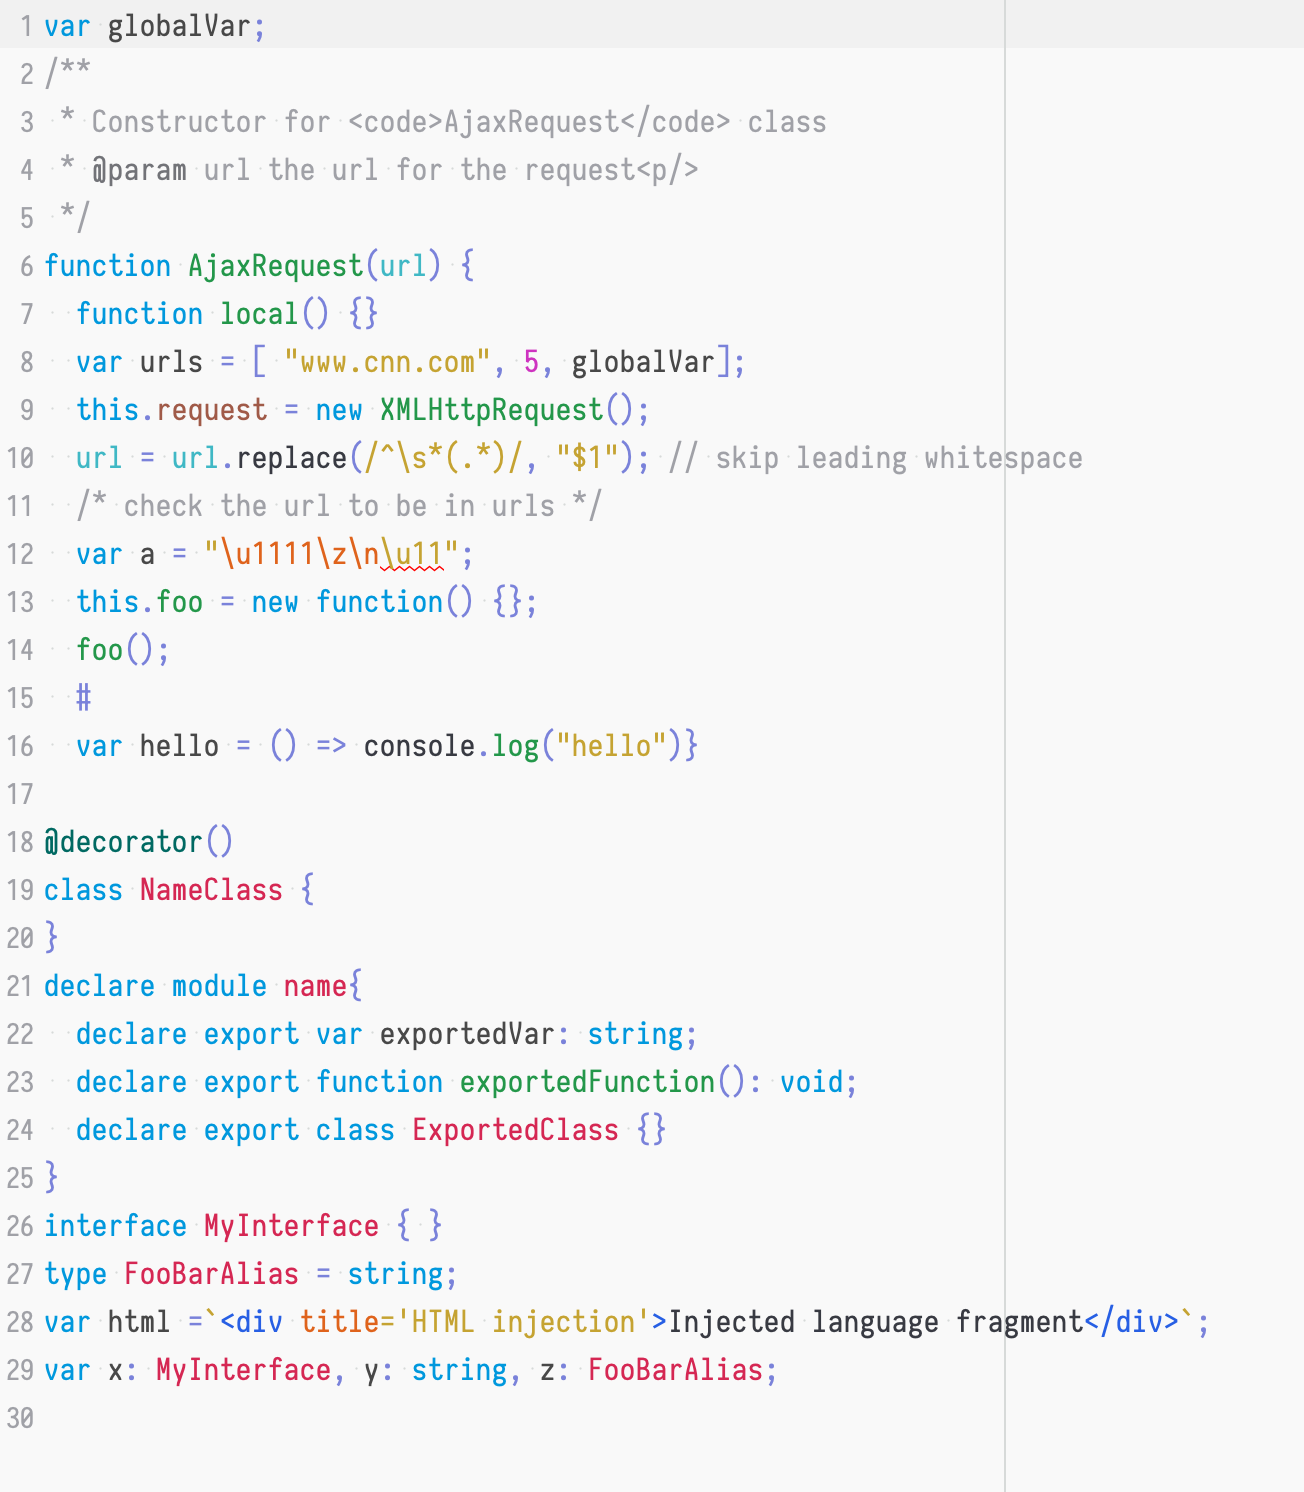 1 var globalVar;
2 /**
3  * Constructor for <code>AjaxRequest</code> class
4  * @param url the url for the request<p/>
5  */
6 function AjaxRequest(url) {
7   function local() {}
8   var urls = [ "www.cnn.com", 5, globalVar];
9   this.request = new XMLHttpRequest();
10   url = url.replace(/^\s*(.*)/, "$1"); // skip leading whitespace
11   /* check the url to be in urls */
12   var a = "\u1111\z\n\u11";
13   this.foo = new function() {};
14   foo();
15   #
16   var hello = () => console.log("hello")}
17
18 @decorator()
19 class NameClass {
20 }
21 declare module name{
22   declare export var exportedVar: string;
23   declare export function exportedFunction(): void;
24   declare export class ExportedClass {}
25 }
26 interface MyInterface { }
27 type FooBarAlias = string;
28 var html =`<div title='HTML injection'>Injected language fragment</div>`;
29 var x: MyInterface, y: string, z: FooBarAlias;
30